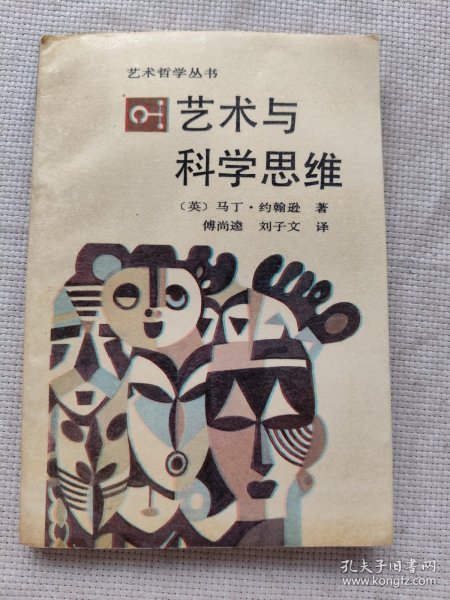 艺术哲学丛书
艺术与
科学思维
〔英〕马丁·约翰逊 著
傅尚逵 刘子文 译
孔夫子旧书网
www.kongfz.com